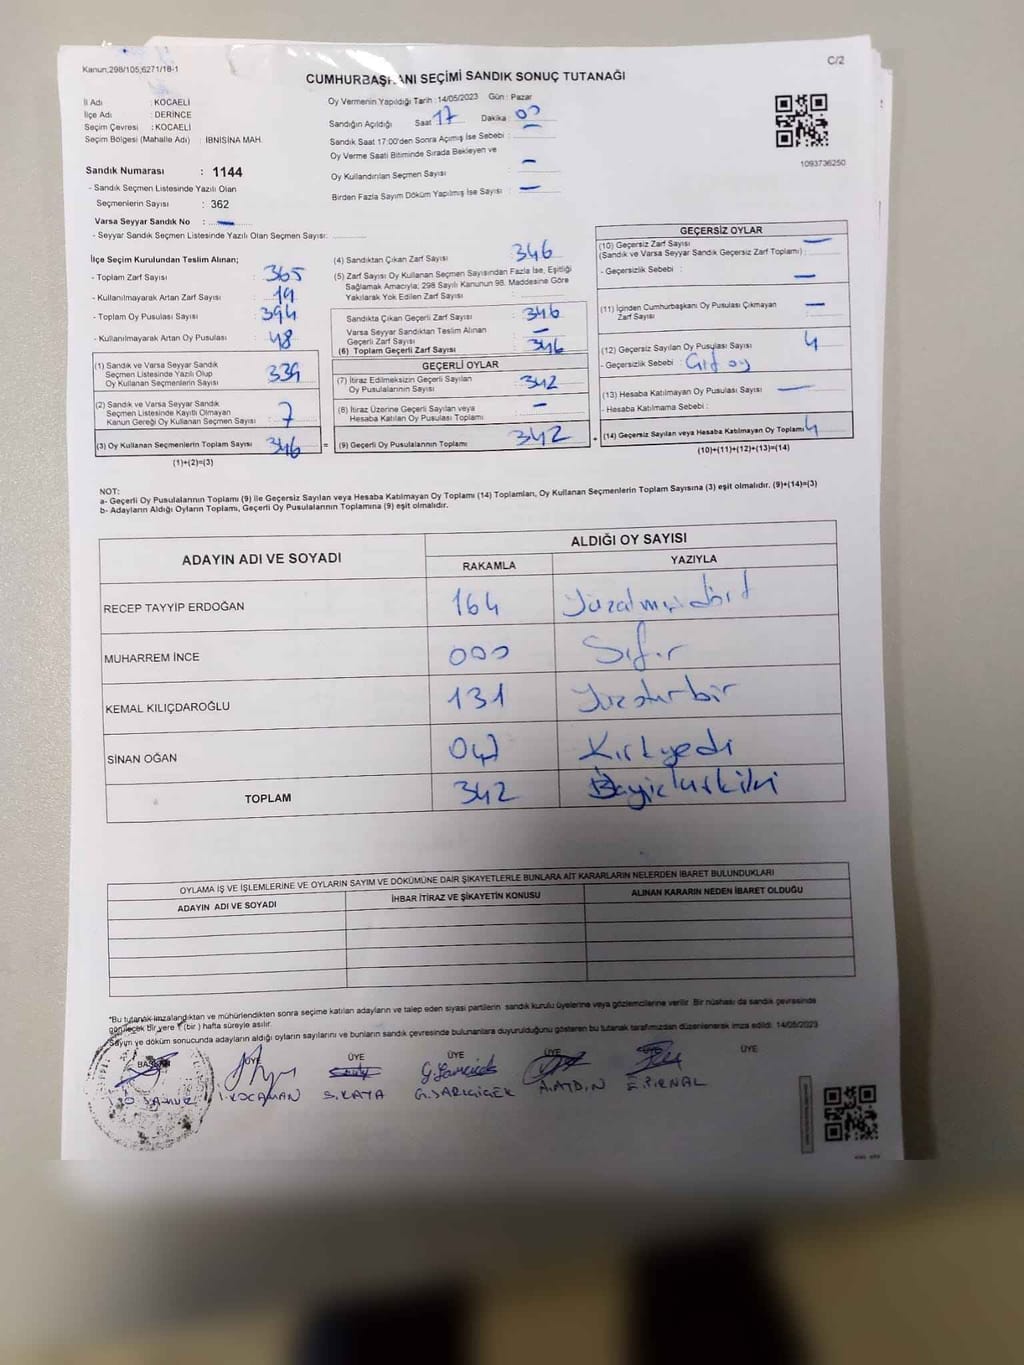 Kanun;298/105;6271/18-1
C/2
CUMHURBAŞKANI SEÇİMİ SANDIK SONUÇ TUTANAĞI
İl Adı : KOCAELİ
İlçe Adı : DERİNCE
Seçim Çevresi : KOCAELİ
Seçim Bölgesi (Mahalle Adı) : IBNİSİNA MAH.
Oy Vermenin Yapıldığı Tarih : 14/05/2023 Gün : Pazar
Sandığın Açıldığı Saat 17 Dakika 00
Sandık Saat 17:00'den Sonra Açımış İse Sebebi : —
Oy Verme Saati Bitiminde Sırada Bekleyen ve
Oy Kullandırılan Seçmen Sayısı : —
Birden Fazla Sayım Döküm Yapılmış İse Sayısı : —
1093736250
Sandık Numarası : 1144
- Sandık Seçmen Listesinde Yazılı Olan
Seçmenlerin Sayısı : 362
Varsa Seyyar Sandık No : —
- Seyyar Sandık Seçmen Listesinde Yazılı Olan Seçmen Sayısı:
İlçe Seçim Kurulundan Teslim Alınan;
- Toplam Zarf Sayısı : 365
- Kullanılmayarak Artan Zarf Sayısı : 19
- Toplam Oy Pusulası Sayısı : 394
- Kullanılmayarak Artan Oy Pusulası : 48
(1) Sandık ve Varsa Seyyar Sandık
Seçmen Listesinde Yazılı Olup
Oy Kullanan Seçmenlerin Sayısı : 339
(2) Sandık ve Varsa Seyyar Sandık
Seçmen Listesinde Kayıtlı Olmayan
Kanun Gereği Oy Kullanan Seçmen Sayısı : 7
(3) Oy Kullanan Seçmenlerin Toplam Sayısı : 346 =
(1)+(2)=(3)
(4) Sandıktan Çıkan Zarf Sayısı : 346
(5) Zarf Sayısı Oy Kullanan Seçmen Sayısından Fazla İse, Eşitliği
Sağlamak Amacıyla; 298 Sayılı Kanunun 98. Maddesine Göre
Yakılarak Yok Edilen Zarf Sayısı :
Sandıkta Çıkan Geçerli Zarf Sayısı : 346
Varsa Seyyar Sandıktan Teslim Alınan
Geçerli Zarf Sayısı : —
(6) Toplam Geçerli Zarf Sayısı : 346
GEÇERLİ OYLAR
(7) İtiraz Edilmeksizin Geçerli Sayılan
Oy Pusulasının Sayısı : 342
(8) İtiraz Üzerine Geçerli Sayılan veya
Hesaba Katılan Oy Pusulası Toplamı : —
(9) Geçerli Oy Pusulalarının Toplamı : 342 +
GEÇERSİZ OYLAR
(10) Geçersiz Zarf Sayısı —
(Sandık ve Varsa Seyyar Sandık Geçersiz Zarf Toplamı) :
- Geçersizlik Sebebi : —
(11) İçinden Cumhurbaşkanı Oy Pusulası Çıkmayan
Zarf Sayısı : —
(12) Geçersiz Sayılan Oy Pusulası Sayısı : 4
- Geçersizlik Sebebi : Çift oy
(13) Hesaba Katılmayan Oy Pusulası Sayısı : —
- Hesaba Katılmama Sebebi :
(14) Geçersiz Sayılan veya Hesaba Katılmayan Oy Toplamı : 4
(10)+(11)+(12)+(13)=(14)
NOT:
a- Geçerli Oy Pusulalarının Toplamı (9) ile Geçersiz Sayılan veya Hesaba Katılmayan Oy Toplamı (14) Toplamları, Oy Kullanan Seçmenlerin Toplam Sayısına (3) eşit olmalıdır. (9)+(14)=(3)
b- Adayların Aldığı Oyların Toplamı, Geçerli Oy Pusulalarının Toplamına (9) eşit olmalıdır.
ADAYIN ADI VE SOYADI ALDIĞI OY SAYISI
RAKAMLA YAZIYLA
RECEP TAYYİP ERDOĞAN 164 Yüzatmışdört
MUHARREM İNCE 000 Sıfır
KEMAL KILIÇDAROĞLU 131 Yüzoturbir
SİNAN OĞAN 047 Kırkyedi
TOPLAM 342
OYLAMA İŞ VE İŞLEMLERİNE VE OYLARIN SAYIM VE DÖKÜMÜNE DAİR ŞİKAYETLERLE BUNLARA AİT KARARLARIN NELERDEN İBARET BULUNDUKLARI
ADAYIN ADI VE SOYADI İHBAR İTİRAZ VE ŞİKAYETİN KONUSU ALINAN KARARIN NEDEN İBARET OLDUĞU
*Bu tutanak imzalandıktan ve mühürlendikten sonra seçime katılan adayların ve talep eden siyasi partilerin sandık kurulu üyelerine veya gözlemcilerine verilir. Bir nüshası da sandık çevresinde
görülecek bir yere 1 (bir) hafta süreyle asılır.
Sayım ve döküm sonucunda adayların aldığı oyların sayılarını ve bunların sandık çevresinde bulunanlara duyurulduğunu gösteren bu tutanak tarafımızdan düzenlenerek imza edildi. 14/05/2023
BAŞKAN ÜYE ÜYE ÜYE ÜYE ÜYE ÜYE
I.KOCAMAN S.KAYA G.SARIÇİÇEK A.AYDIN